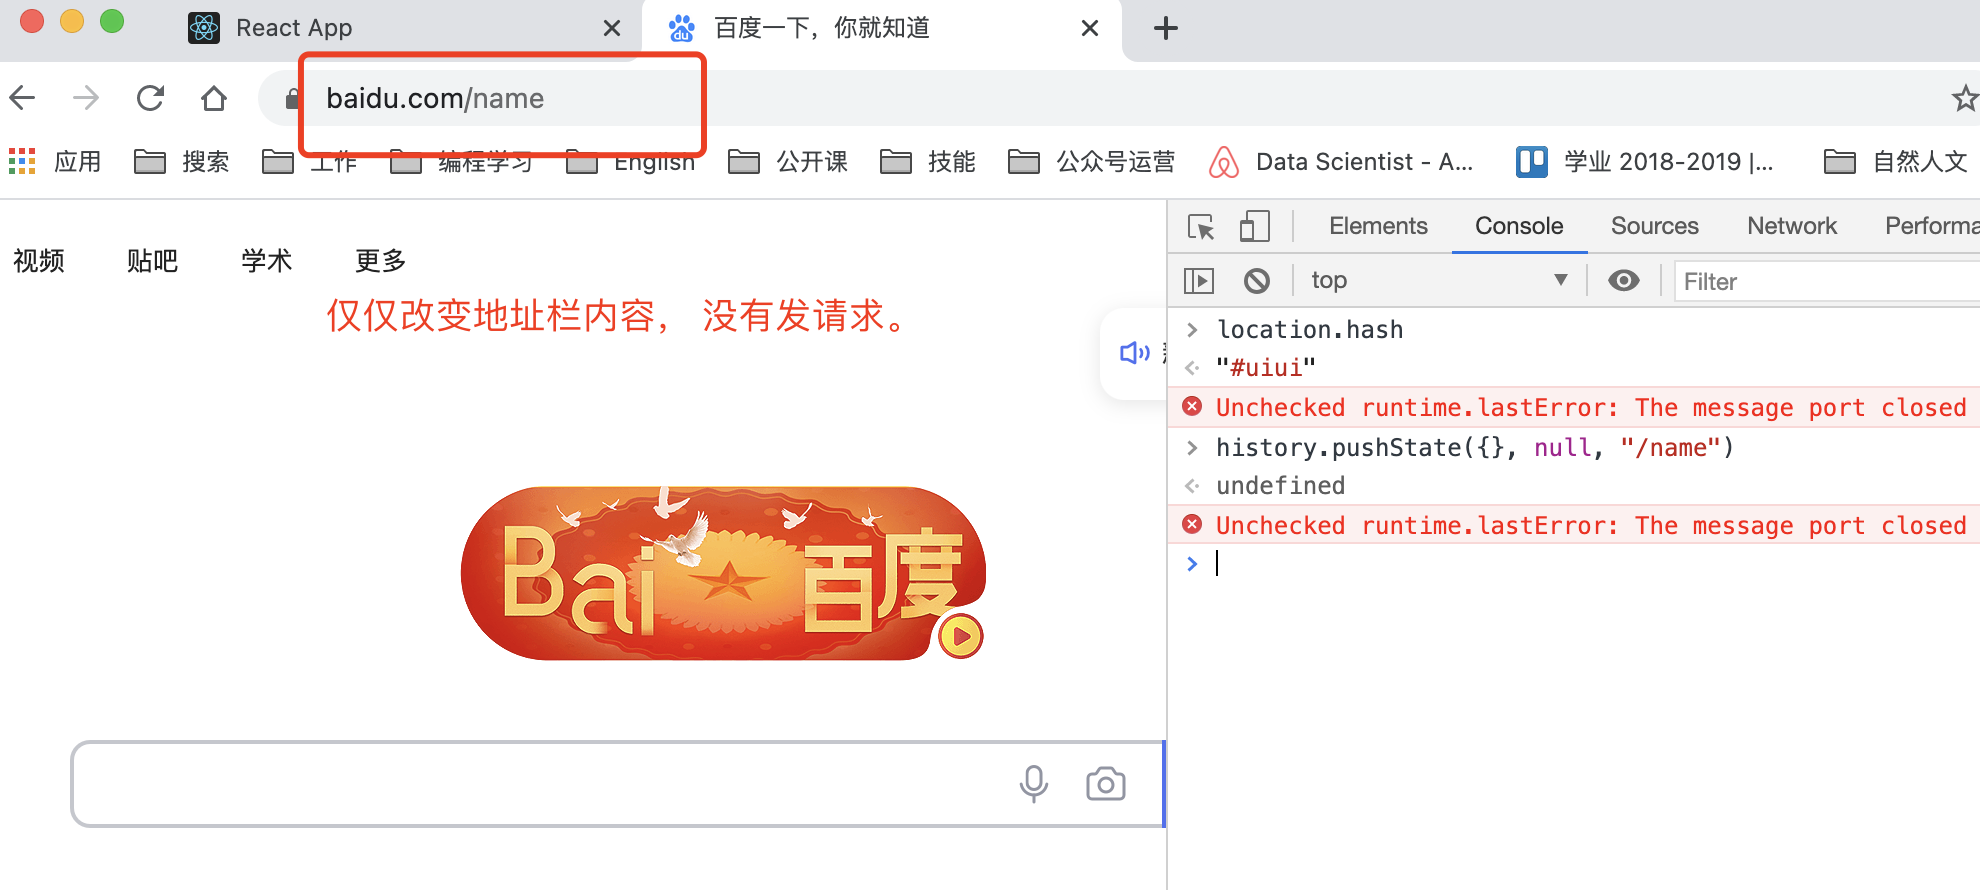 React App
百度一下，你就知道
baidu.com/name
应用 搜索 工作 编程学习 English 公开课 技能 公众号运营 Data Scientist - A... 学业 2018-2019 |... 自然人文
Elements Console Sources Network Performa
top Filter
视频 贴吧 学术 更多
仅仅改变地址栏内容， 没有发请求。
location.hash
"#uiui"
Unchecked runtime.lastError: The message port closed
history.pushState({}, null, "/name")
undefined
Unchecked runtime.lastError: The message port closed
Bai 百度